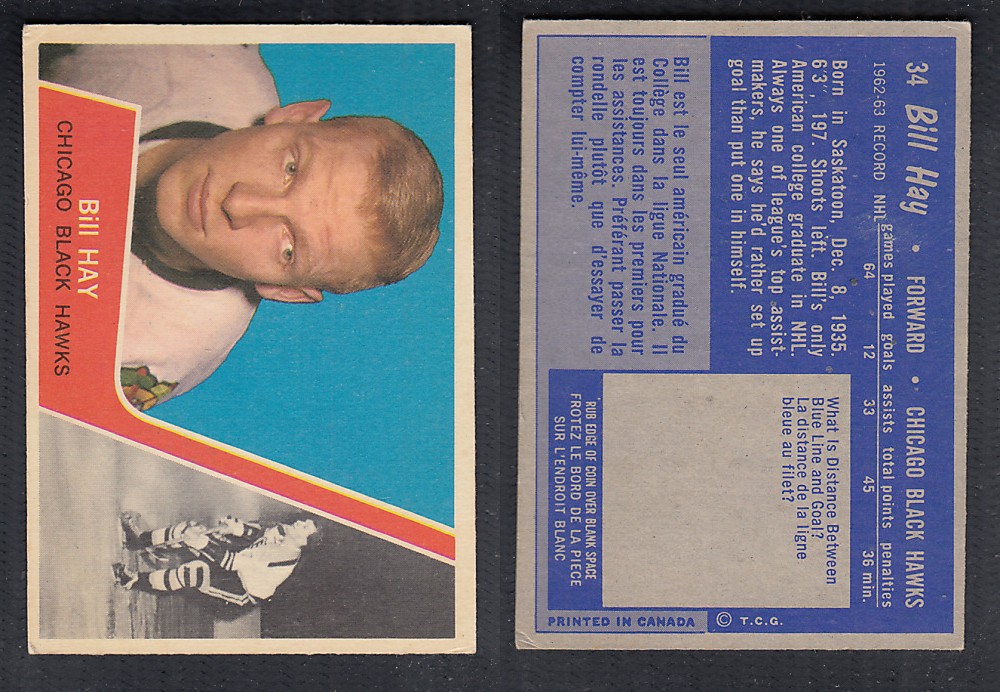 Bill HAY
CHICAGO BLACK HAWKS
34 Bill Hay • FORWARD • CHICAGO BLACK HAWKS
1962-63 RECORD NHL games played goals assists total points penalties
64 12 33 45 36 min.
Born in Saskatoon, Dec. 8, 1935.
6'3", 197. Shoots left. Bill's only
American college graduate in NHL.
Always one of league's top assist-
makers, he says he'd rather set up
goal than put one in himself.
Bill est le seul américain gradué du
Collège dans la ligue Nationale. Il
est toujours dans les premiers pour
les assistances. Préférant passer la
rondelle plutôt que d'essayer de
compter lui-même.
What Is Distance Between
Blue Line and Goal?
La distance de la ligne
bleue au filet?
RUB EDGE OF COIN OVER BLANK SPACE
FROTEZ LE BORD DE LA PIECE
SUR L'ENDROIT BLANC
PRINTED IN CANADA
© T.C.G.